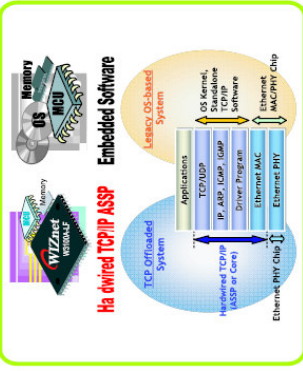 MCU
Memory
WIZnet
W3100A-LF
Memory
OS
MCU
Ha dwired TCP/IP ASSP
Embedded Software
TCP Offloaded
System
Legacy OS-based
System
Applications
TCP/UDP
IP, ARP, ICMP, IGMP
Driver Program
Ethernet MAC
Ethernet PHY
Hardwired TCP/IP
(ASSP or Core)
Ethernet PHY Chip
OS Kernel,
Standalone
TCP/IP
Software
Ethernet
MAC/PHY Chip